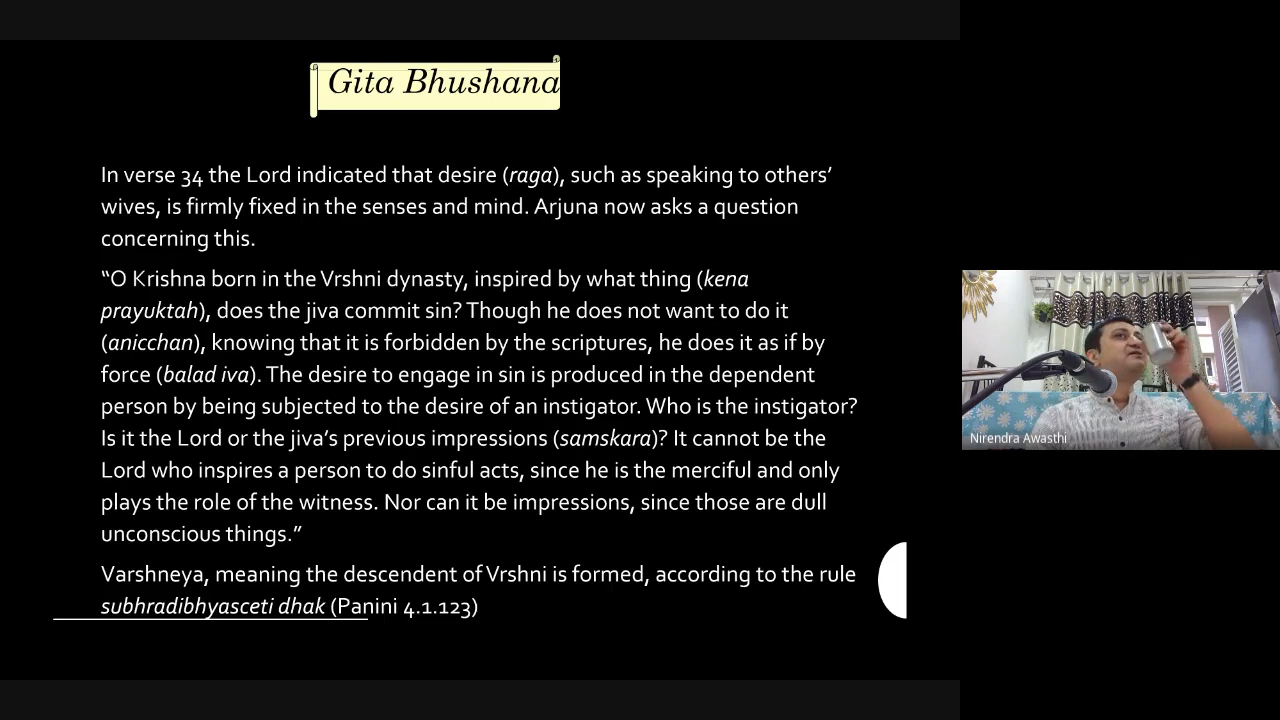 Gita Bhushana
In verse 34 the Lord indicated that desire (raga), such as speaking to others’
wives, is firmly fixed in the senses and mind. Arjuna now asks a question
concerning this.
“O Krishna born in the Vrshni dynasty, inspired by what thing (kena
prayuktah), does the jiva commit sin? Though he does not want to do it
(anicchan), knowing that it is forbidden by the scriptures, he does it as if by
force (balad iva). The desire to engage in sin is produced in the dependent
person by being subjected to the desire of an instigator. Who is the instigator?
Is it the Lord or the jiva’s previous impressions (samskara)? It cannot be the
Lord who inspires a person to do sinful acts, since he is the merciful and only
plays the role of the witness. Nor can it be impressions, since those are dull
unconscious things.”
Varshneya, meaning the descendent of Vrshni is formed, according to the rule
subhradibhyasceti dhak (Panini 4.1.123)
Nirendra Awasthi